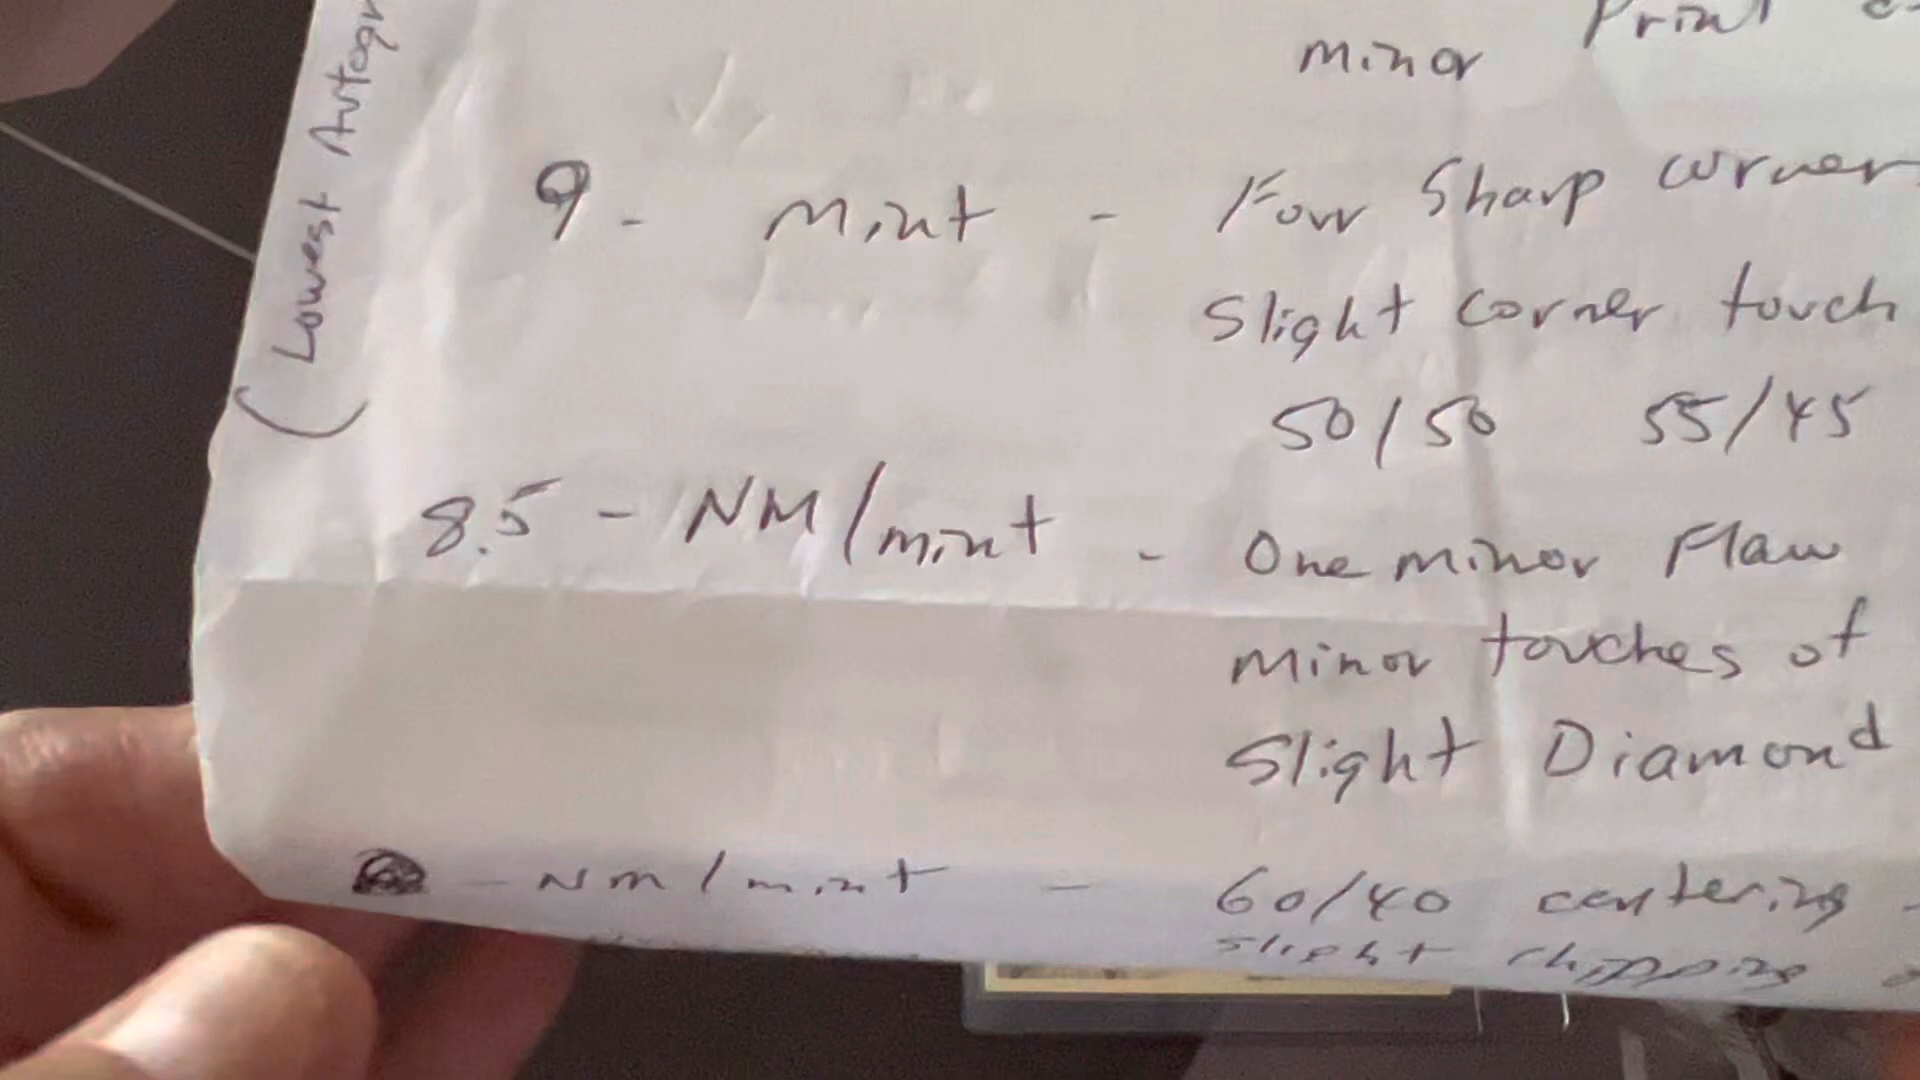 Print
minor
9 - Mint - Four Sharp corners
Slight corner touch
50/50 55/45
8.5 - NM/mint - One minor Flaw
Minor touches of
Slight Diamond
- NM/mint - 60/40 centering -
slight chipping
(Lowest Autogr